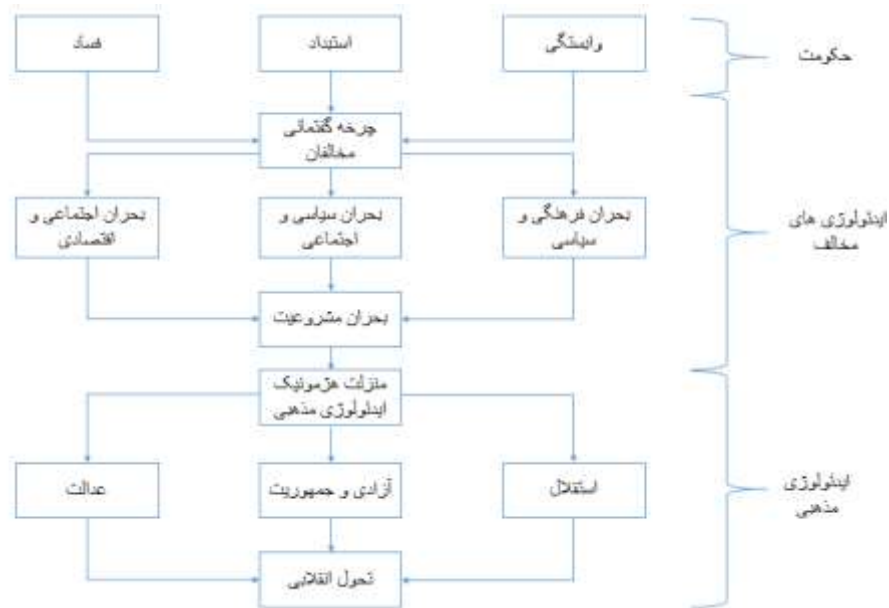 وابستگی
استبداد
فساد
حکومت
چرخه گفتمانی
مخالفان
بحران فرهنگی و
سیاسی
بحران سیاسی و
اجتماعی
بحران اجتماعی و
اقتصادی
ایدئولوژی های
مخالف
بحران مشروعیت
منزلت هژمونیک
ایدئولوژی مذهبی
استقلال
آزادی و جمهوریت
عدالت
ایدئولوژی
مذهبی
تحول انقلابی